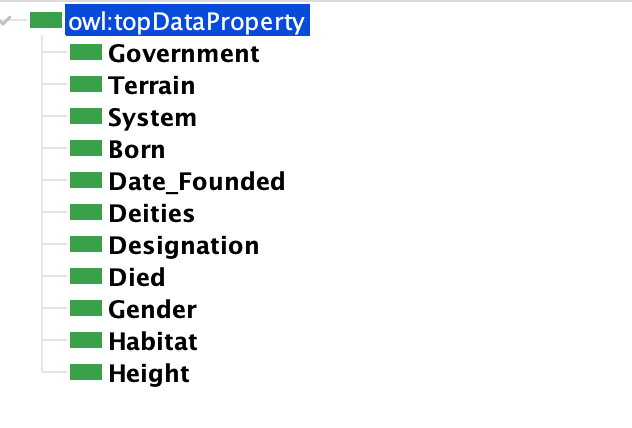 owl:topDataProperty
Government
Terrain
System
Born
Date_Founded
Deities
Designation
Died
Gender
Habitat
Height